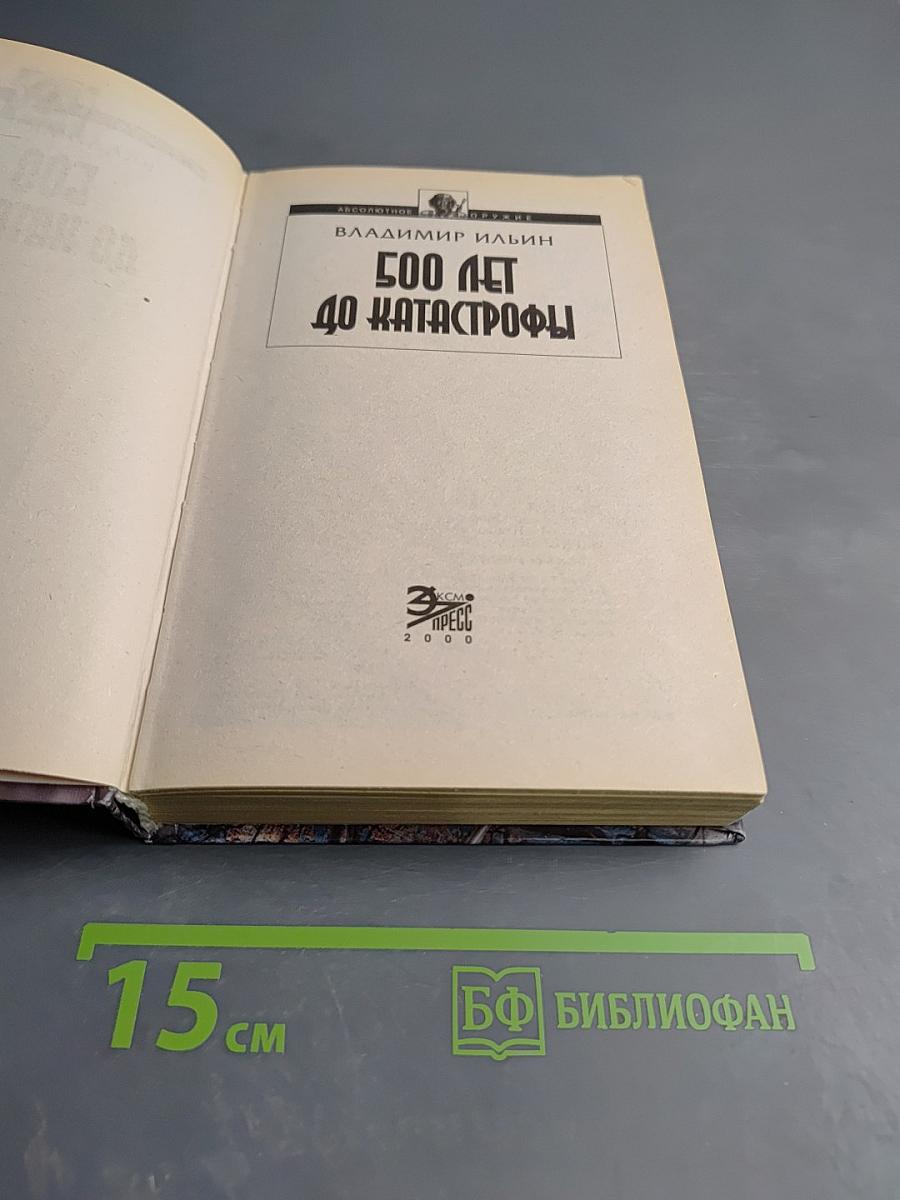 АБСОЛЮТНОЕ ОРУЖИЕ
ВЛАДИМИР ИЛЬИН
500 ЛЕТ
ДО КАТАСТРОФЫ
ЭКСМО
ПРЕСС
2000
15 см
БФ БИБЛИОФАН